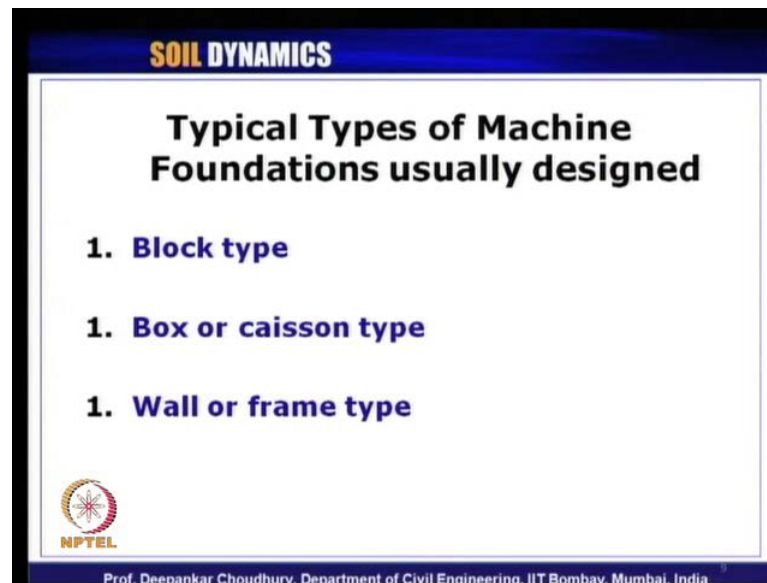 SOIL DYNAMICS
Typical Types of Machine
Foundations usually designed
1. Block type
1. Box or caisson type
1. Wall or frame type
NPTEL
Prof. Deepankar Choudhury, Department of Civil Engineering, IIT Bombay, Mumbai, India
9